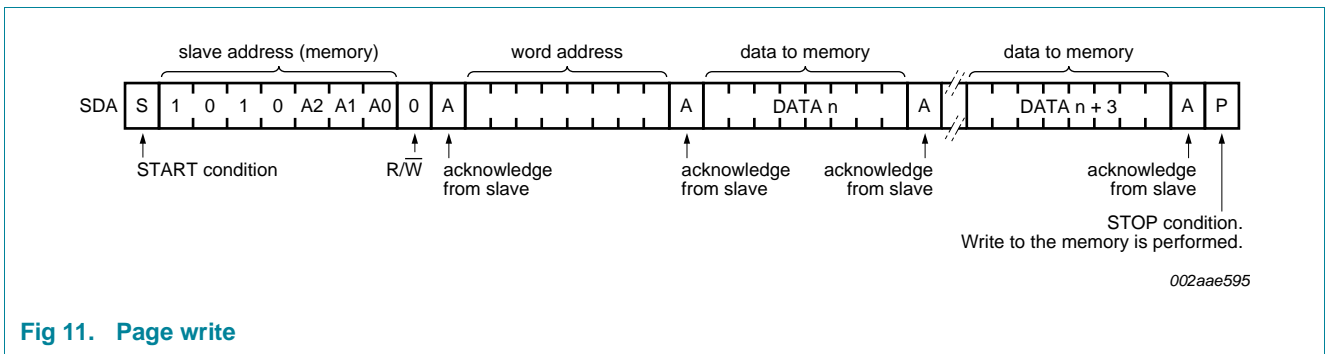 slave address (memory) word address data to memory data to memory
SDA S 1 0 1 0 A2 A1 A0 0 A A DATA n A DATA n + 3 A P
START condition R/W̅ acknowledge from slave acknowledge from slave acknowledge from slave acknowledge from slave
STOP condition.
Write to the memory is performed.
002aae595
Fig 11. Page write